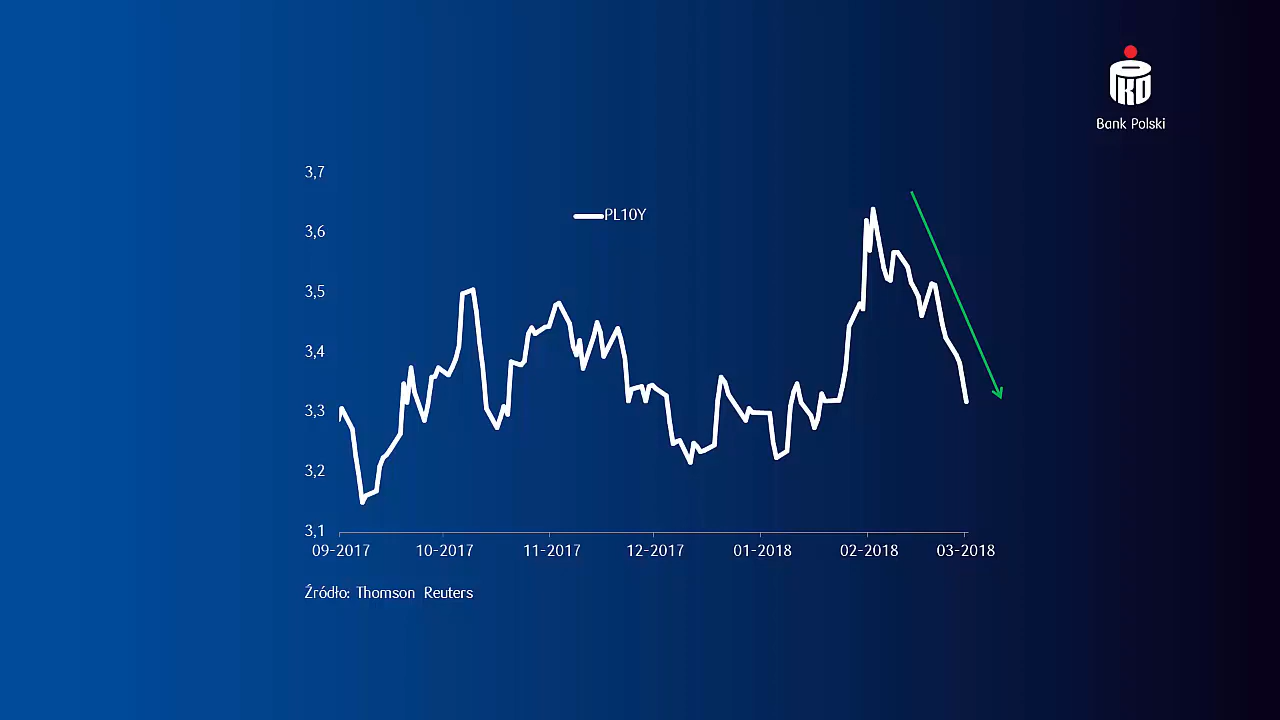 PKO
Bank Polski
3,7
PL10Y
3,6
3,5
3,4
3,3
3,2
3,1
09-2017 10-2017 11-2017 12-2017 01-2018 02-2018 03-2018
Źródło: Thomson Reuters